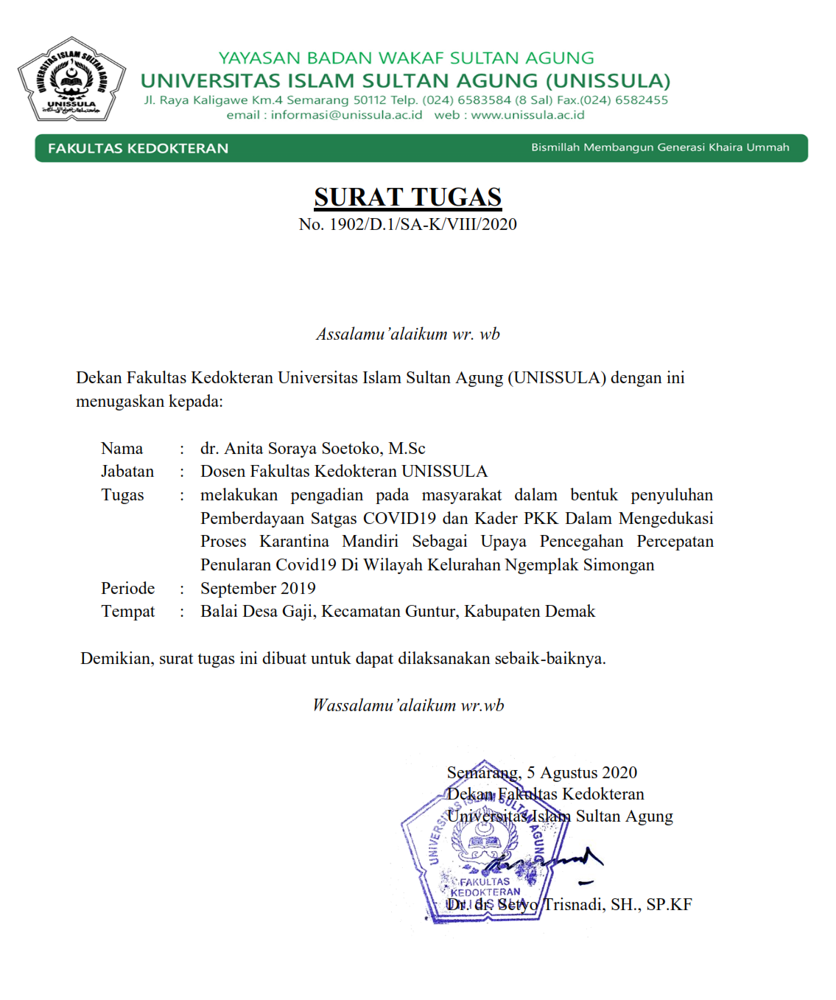 UNIVERSITAS ISLAM SULTAN AGUNG
UNISSULA
YAYASAN BADAN WAKAF SULTAN AGUNG
UNIVERSITAS ISLAM SULTAN AGUNG (UNISSULA)
Jl. Raya Kaligawe Km.4 Semarang 50112 Telp. (024) 6583584 (8 Sal) Fax.(024) 6582455
email : informasi@unissula.ac.id web : www.unissula.ac.id
FAKULTAS KEDOKTERAN
Bismillah Membangun Generasi Khaira Ummah
SURAT TUGAS
No. 1902/D.1/SA-K/VIII/2020
Assalamu’alaikum wr. wb
Dekan Fakultas Kedokteran Universitas Islam Sultan Agung (UNISSULA) dengan ini
menugaskan kepada:
Nama : dr. Anita Soraya Soetoko, M.Sc
Jabatan : Dosen Fakultas Kedokteran UNISSULA
Tugas : melakukan pengadian pada masyarakat dalam bentuk penyuluhan
Pemberdayaan Satgas COVID19 dan Kader PKK Dalam Mengedukasi
Proses Karantina Mandiri Sebagai Upaya Pencegahan Percepatan
Penularan Covid19 Di Wilayah Kelurahan Ngemplak Simongan
Periode : September 2019
Tempat : Balai Desa Gaji, Kecamatan Guntur, Kabupaten Demak
Demikian, surat tugas ini dibuat untuk dapat dilaksanakan sebaik-baiknya.
Wassalamu’alaikum wr.wb
Semarang, 5 Agustus 2020
Dekan Fakultas Kedokteran
Universitas Islam Sultan Agung
UNIVERSITAS ISLAM SULTAN AGUNG
FAKULTAS
KEDOKTERAN
UNISSULA
Dr. dr. Setyo Trisnadi, SH., SP.KF